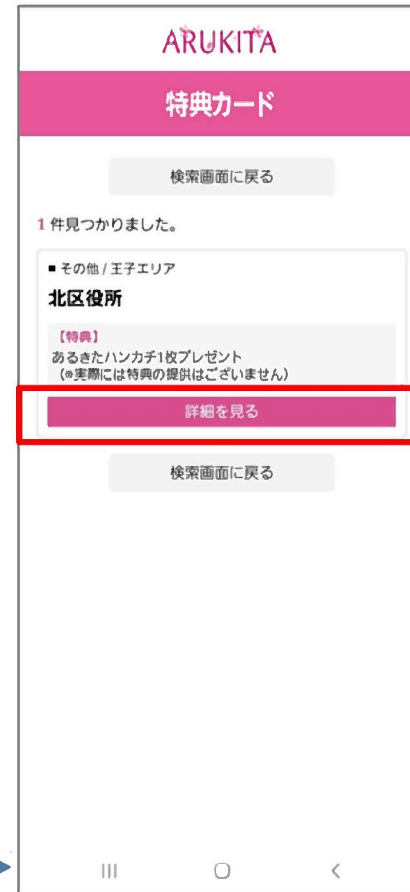 ARUKITA
特典カード
検索画面に戻る
1 件見つかりました。
■ その他 / 王子エリア
北区役所
【特典】
あるきたハンカチ1枚プレゼント
(※実際には特典の提供はございません)
詳細を見る
検索画面に戻る